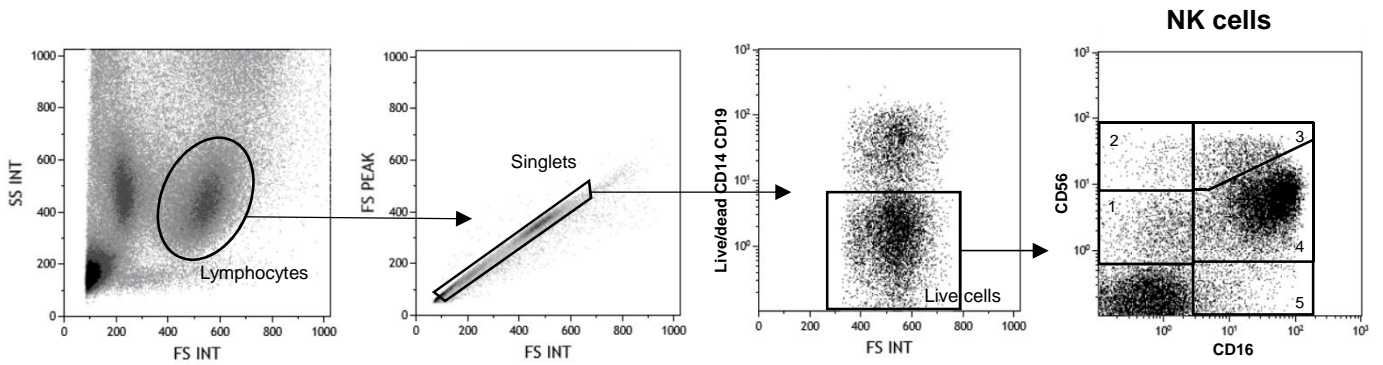 NK cells
1000
800
600
400
200
0
SS INT
0 200 400 600 800 1000
FS INT
Lymphocytes
1000
800
600
400
200
0
FS PEAK
0 200 400 600 800 1000
FS INT
Singlets
10³
10²
10¹
10⁰
Live/dead CD14 CD19
0 200 400 600 800 1000
FS INT
Live cells
10³
10²
10¹
10⁰
CD56
2 3
1 4
5
10⁰ 10¹ 10² 10³
CD16